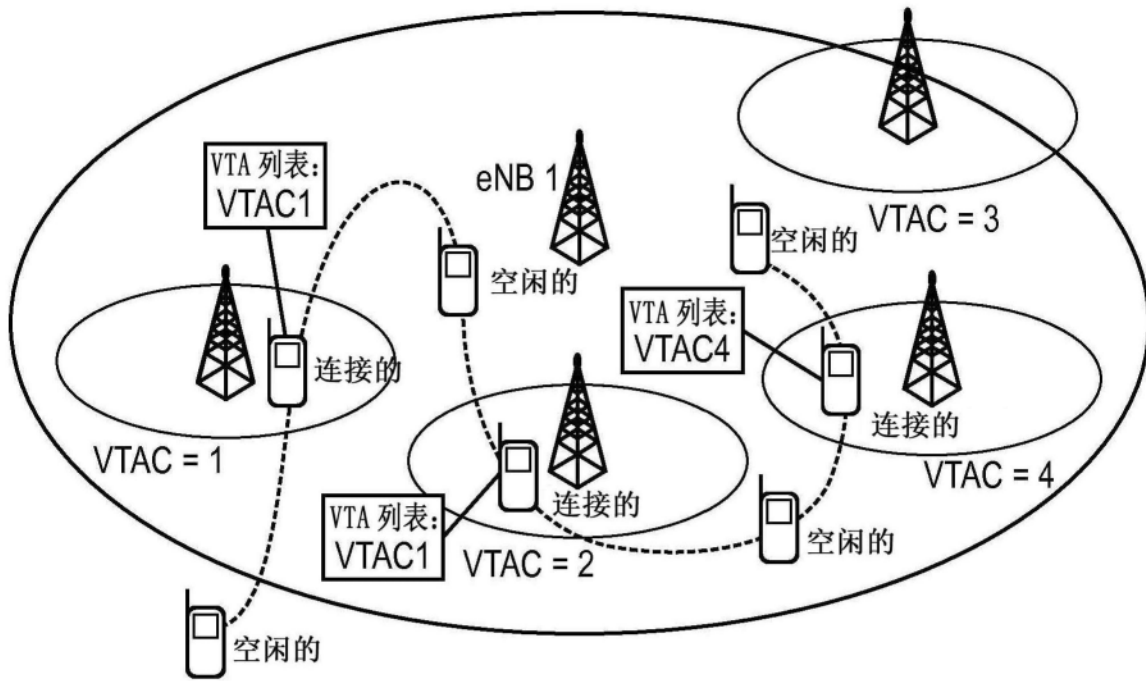 VTA 列表:
VTAC1
eNB 1
空闲的
VTAC = 3
空闲的
VTA 列表:
VTAC4
连接的
VTAC = 1
连接的
VTAC = 4
连接的
VTA 列表:
VTAC1
VTAC = 2
空闲的
空闲的